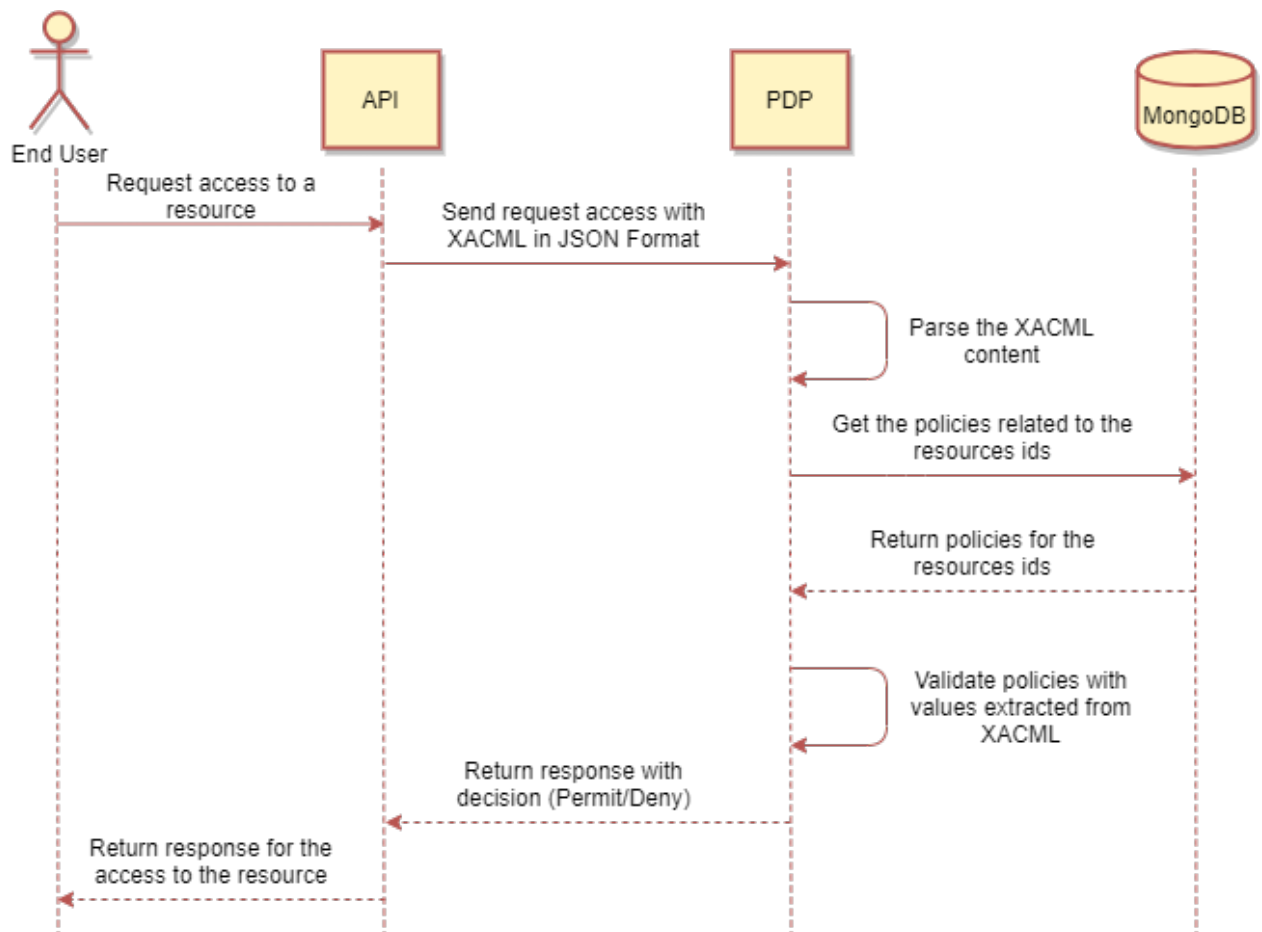 End User
API
PDP
MongoDB
Request access to a
resource
Send request access with
XACML in JSON Format
Parse the XACML
content
Get the policies related to the
resources ids
Return policies for the
resources ids
Validate policies with
values extracted from
XACML
Return response with
decision (Permit/Deny)
Return response for the
access to the resource